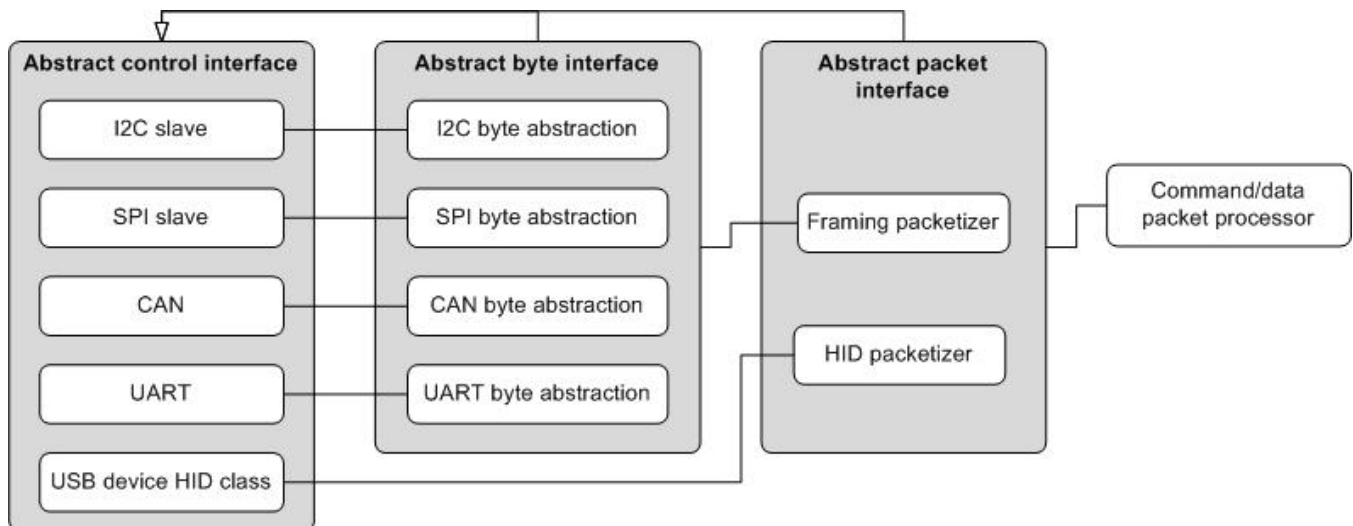 Abstract control interface
I2C slave
SPI slave
CAN
UART
USB device HID class
Abstract byte interface
I2C byte abstraction
SPI byte abstraction
CAN byte abstraction
UART byte abstraction
Abstract packet
interface
Framing packetizer
HID packetizer
Command/data
packet processor